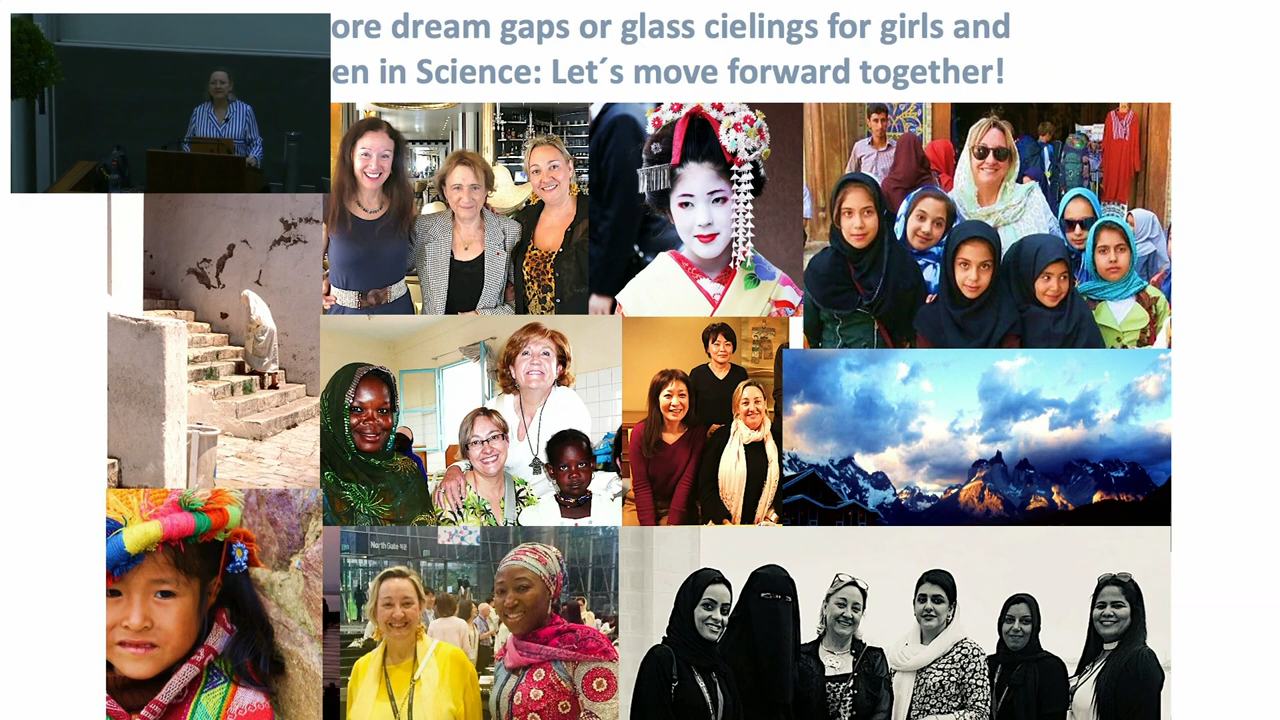 ore dream gaps or glass cielings for girls and
en in Science: Let´s move forward together!
North Gate